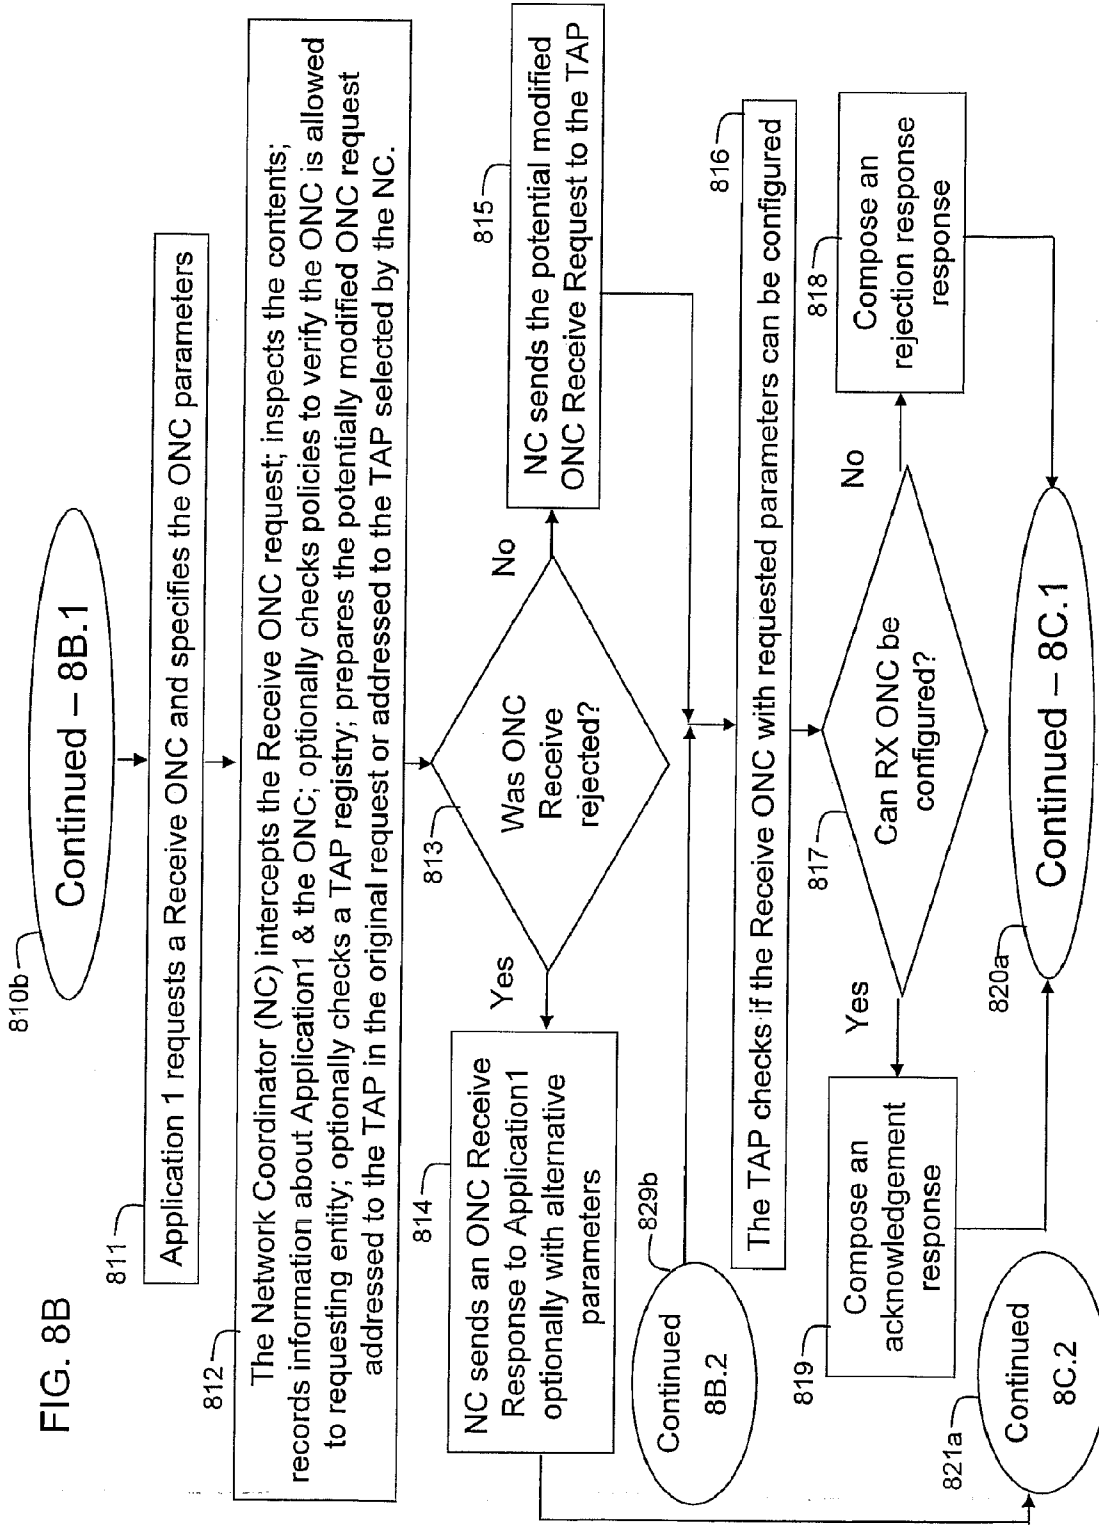 FIG. 8B
810b
Continued – 8B.1
811
Application 1 requests a Receive ONC and specifies the ONC parameters
812
The Network Coordinator (NC) intercepts the Receive ONC request; inspects the contents;
records information about Application1 & the ONC; optionally checks policies to verify the ONC is allowed
to requesting entity; optionally checks a TAP registry; prepares the potentially modified ONC request
addressed to the TAP in the original request or addressed to the TAP selected by the NC.
813
Was ONC
Receive
rejected?
Yes
No
814
NC sends an ONC Receive
Response to Application1
optionally with alternative
parameters
815
NC sends the potential modified
ONC Receive Request to the TAP
Continued
8B.2
829b
816
The TAP checks if the Receive ONC with requested parameters can be configured
817
Can RX ONC be
configured?
Yes
No
819
Compose an
acknowledgement
response
818
Compose an
rejection response
response
821a
Continued
8C.2
820a
Continued – 8C.1